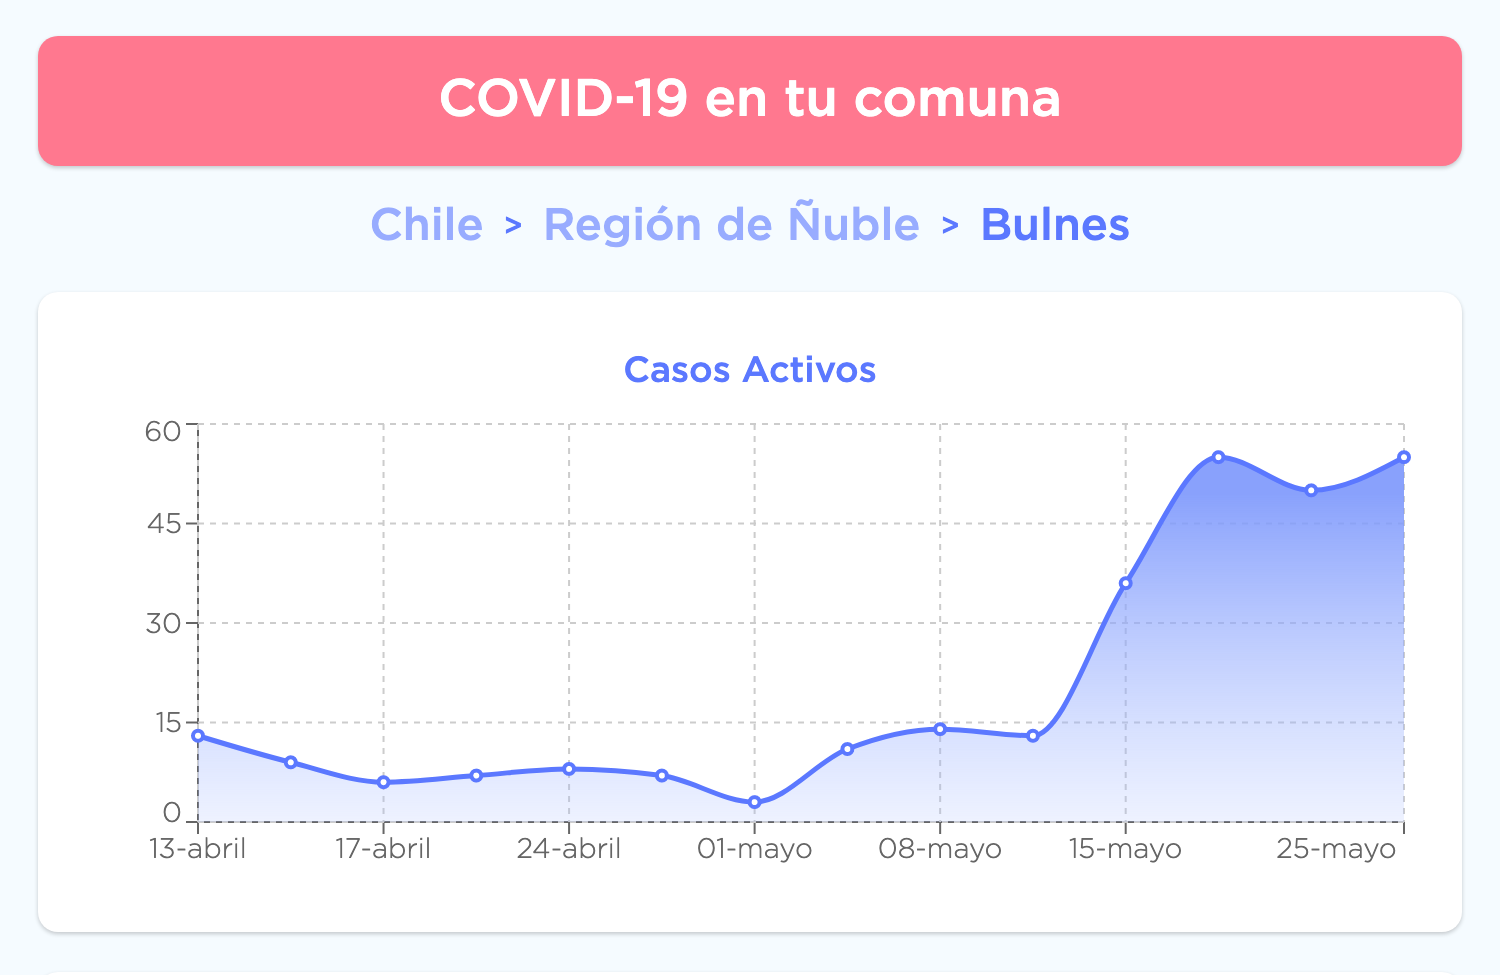 COVID-19 en tu comuna
Chile > Región de Ñuble > Bulnes
Casos Activos
60
45
30
15
0
13-abril 17-abril 24-abril 01-mayo 08-mayo 15-mayo 25-mayo